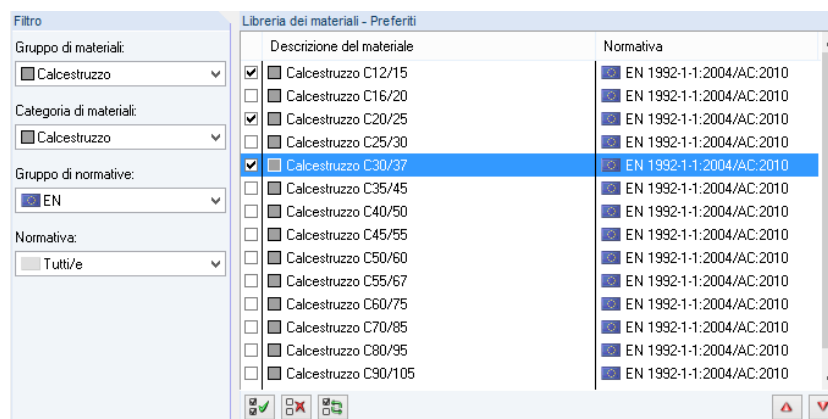 Filtro
Gruppo di materiali:
Calcestruzzo
Categoria di materiali:
Calcestruzzo
Gruppo di normative:
EN
Normativa:
Tutti/e
Libreria dei materiali - Preferiti
Descrizione del materiale Normativa
Calcestruzzo C12/15 EN 1992-1-1:2004/AC:2010
Calcestruzzo C16/20 EN 1992-1-1:2004/AC:2010
Calcestruzzo C20/25 EN 1992-1-1:2004/AC:2010
Calcestruzzo C25/30 EN 1992-1-1:2004/AC:2010
Calcestruzzo C30/37 EN 1992-1-1:2004/AC:2010
Calcestruzzo C35/45 EN 1992-1-1:2004/AC:2010
Calcestruzzo C40/50 EN 1992-1-1:2004/AC:2010
Calcestruzzo C45/55 EN 1992-1-1:2004/AC:2010
Calcestruzzo C50/60 EN 1992-1-1:2004/AC:2010
Calcestruzzo C55/67 EN 1992-1-1:2004/AC:2010
Calcestruzzo C60/75 EN 1992-1-1:2004/AC:2010
Calcestruzzo C70/85 EN 1992-1-1:2004/AC:2010
Calcestruzzo C80/95 EN 1992-1-1:2004/AC:2010
Calcestruzzo C90/105 EN 1992-1-1:2004/AC:2010